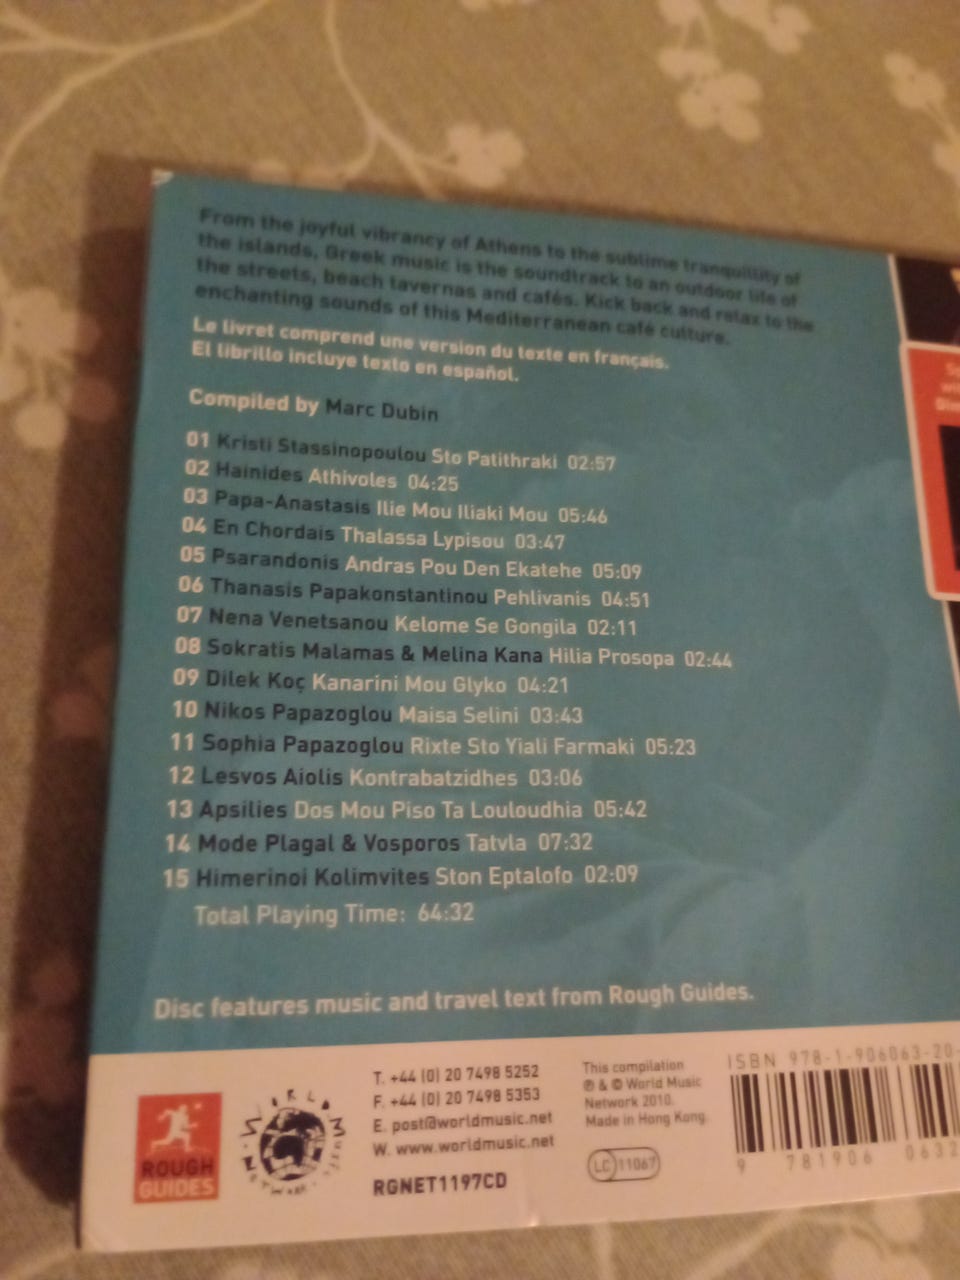 From the joyful vibrancy of Athens to the sublime tranquillity of
the islands, Greek music is the soundtrack to an outdoor life of
the streets, beach tavernas and cafés. Kick back and relax to the
enchanting sounds of this Mediterranean café culture.
Le livret comprend une version du texte en français.
El librillo incluye texto en español.
Compiled by Marc Dubin
01 Kristi Stassinopoulou Sto Patithraki 02:57
02 Hainides Athivoles 04:25
03 Papa-Anastasis Ilie Mou Iliaki Mou 05:46
04 En Chordais Thalassa Lypisou 03:47
05 Psarandonis Andras Pou Den Ekatehe 05:09
06 Thanasis Papakonstantinou Pehlivanis 04:51
07 Nena Venetsanou Kelome Se Gongila 02:11
08 Sokratis Malamas & Melina Kana Hilia Prosopa 02:44
09 Dilek Koç Kanarini Mou Glyko 04:21
10 Nikos Papazoglou Maisa Selini 03:43
11 Sophia Papazoglou Rixte Sto Yiali Farmaki 05:23
12 Lesvos Aiolis Kontrabatzidhes 03:06
13 Apsilies Dos Mou Piso Ta Louloudhia 05:42
14 Mode Plagal & Vosporos Tatvla 07:32
15 Himerinoi Kolimvites Ston Eptalofo 02:09
Total Playing Time: 64:32
Disc features music and travel text from Rough Guides.
ROUGH
GUIDES
WORLD MUSIC NETWORK
T. +44 (0) 20 7498 5252
F. +44 (0) 20 7498 5353
E. post@worldmusic.net
W. www.worldmusic.net
RGNET1197CD
This compilation
℗ & © World Music
Network 2010.
Made in Hong Kong.
LC 11067
ISBN 978-1-906063-20-
9 781906 0632